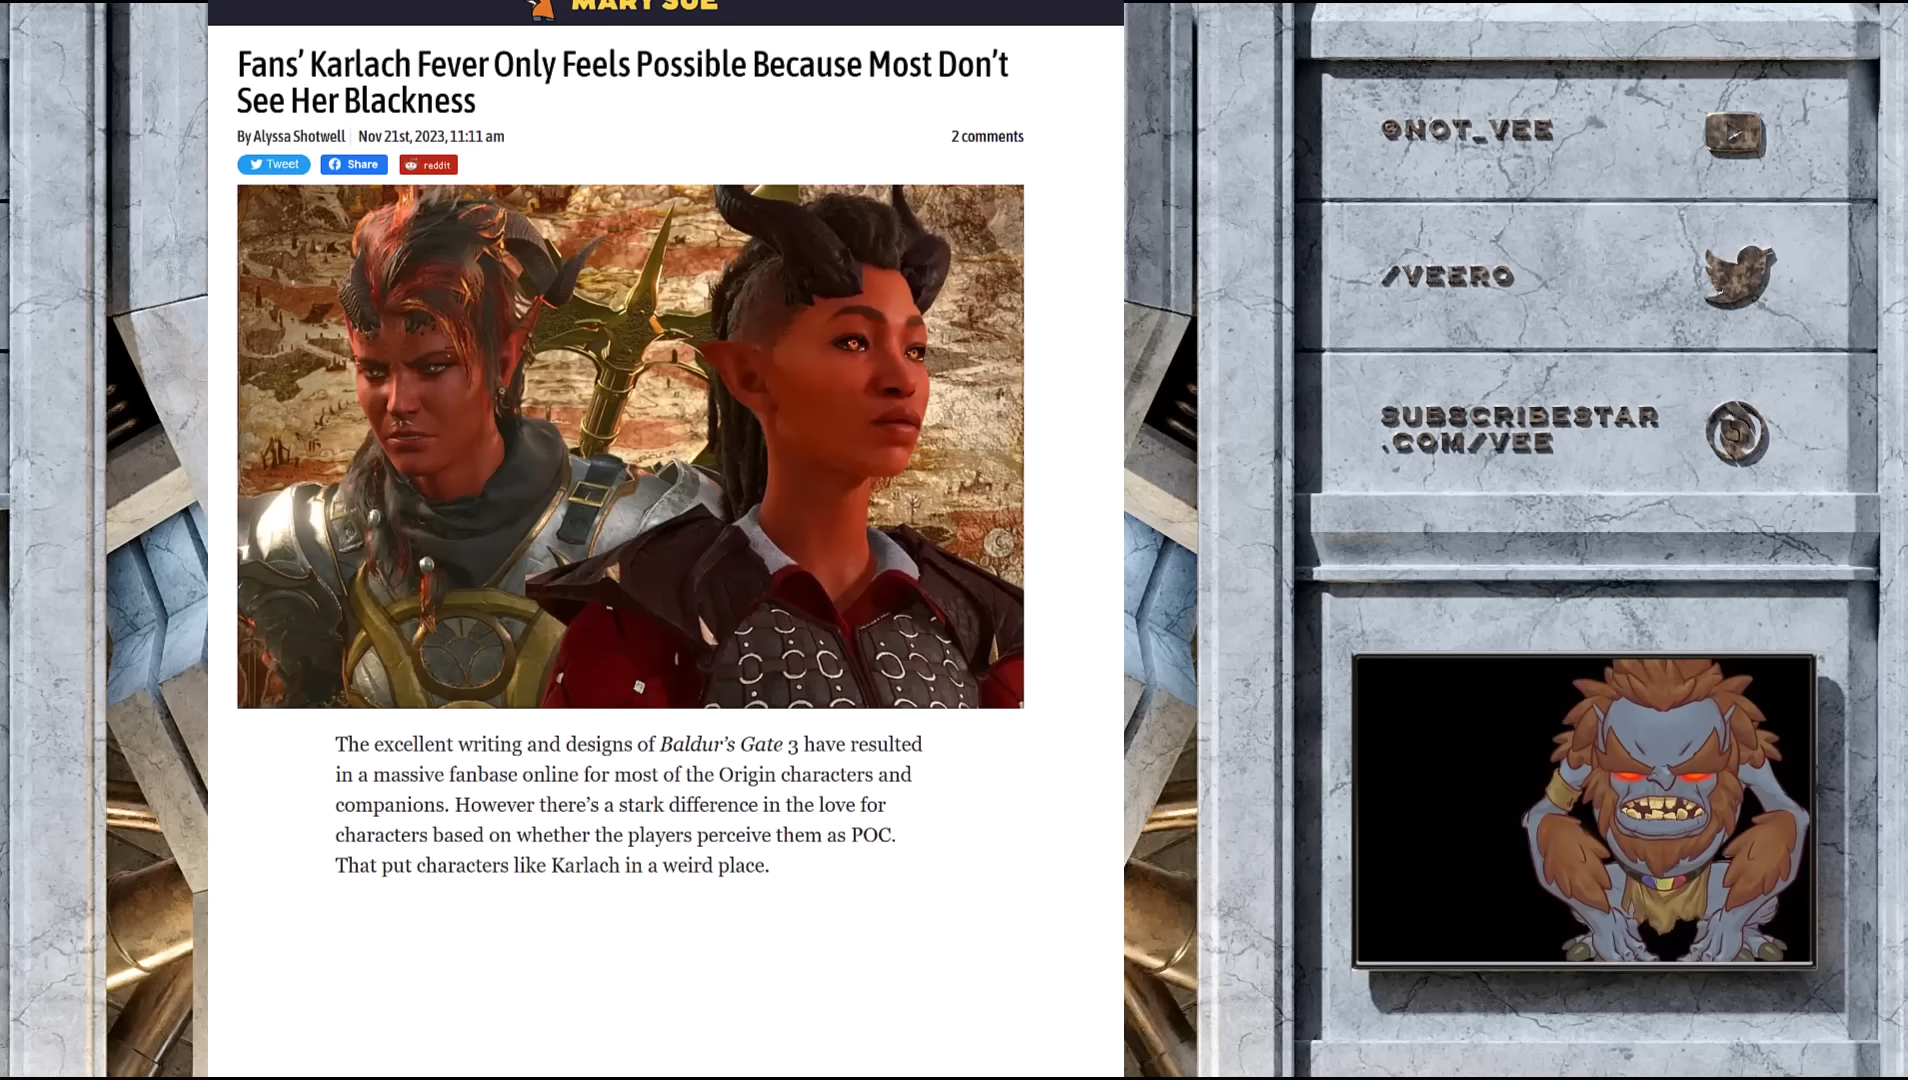 MARY SUE
Fans’ Karlach Fever Only Feels Possible Because Most Don’t
See Her Blackness
By Alyssa Shotwell | Nov 21st, 2023, 11:11 am
2 comments
Tweet
Share
reddit
The excellent writing and designs of Baldur’s Gate 3 have resulted
in a massive fanbase online for most of the Origin characters and
companions. However there’s a stark difference in the love for
characters based on whether the players perceive them as POC.
That put characters like Karlach in a weird place.
@NOT_VEE
/VEERO
SUBSCRIBESTAR
.COM/VEE